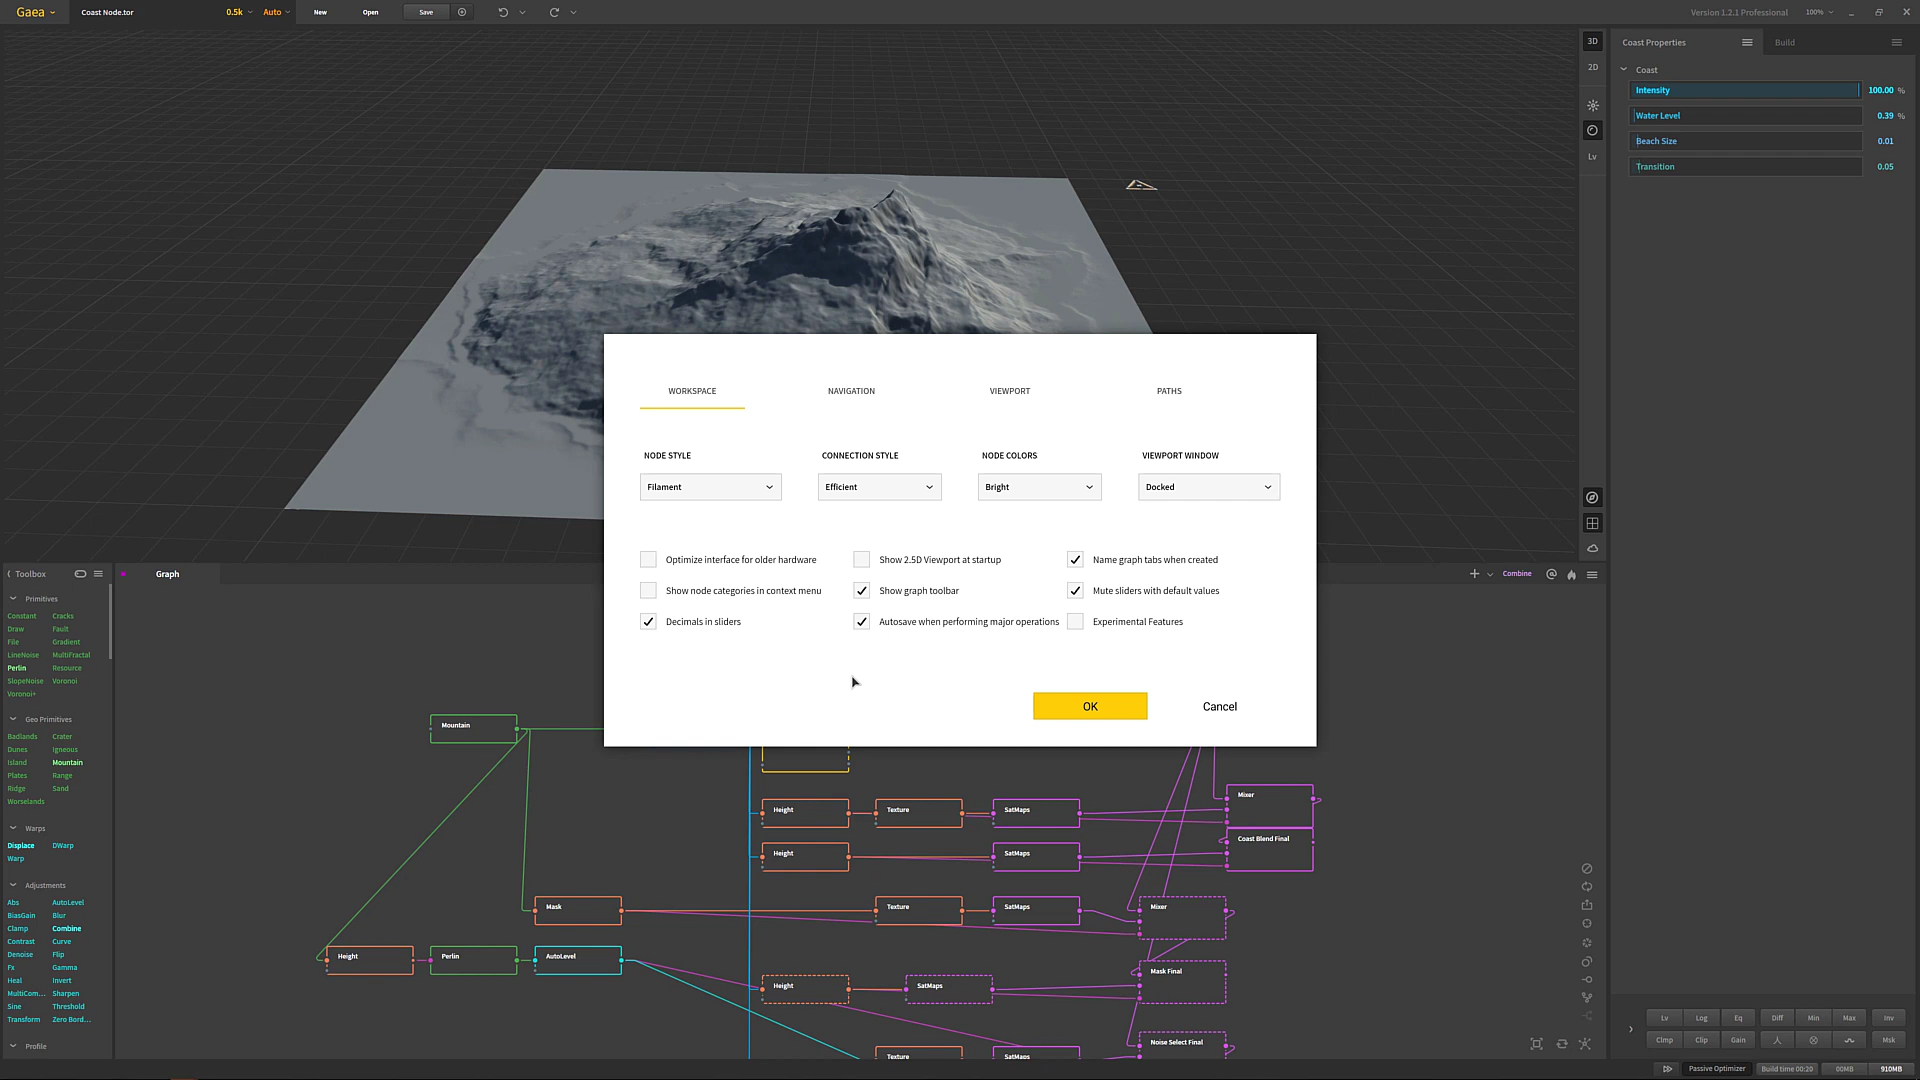 Gaea
Coast Node.tor
0.5k
Auto
New
Open
Save
Version 1.2.1 Professional
100%
3D
2D
Lv
Coast Properties
Build
Coast
Intensity 100.00 %
Water Level 0.39 %
Beach Size 0.01
Transition 0.05
WORKSPACE NAVIGATION VIEWPORT PATHS
NODE STYLE CONNECTION STYLE NODE COLORS VIEWPORT WINDOW
Filament Efficient Bright Docked
Optimize interface for older hardware Show 2.5D Viewport at startup Name graph tabs when created
Show node categories in context menu Show graph toolbar Mute sliders with default values
Decimals in sliders Autosave when performing major operations Experimental Features
OK Cancel
Toolbox
Primitives
Constant Cracks
Draw Fault
File Gradient
LineNoise MultiFractal
Perlin Resource
SlopeNoise Voronoi
Voronoi+
Geo Primitives
Badlands Crater
Dunes Igneous
Island Mountain
Plates Range
Ridge Sand
Worselands
Warps
Displace DWarp
Warp
Adjustments
Abs AutoLevel
BiasGain Blur
Clamp Combine
Contrast Curve
Denoise Flip
Fx Gamma
Heal Invert
MultiCom... Sharpen
Sine Threshold
Transform Zero Bord...
Profile
Graph
Combine
Mountain
Height Texture SatMaps Mixer
Coast Blend Final
Height SatMaps
Mask Texture SatMaps Mixer
Height Perlin AutoLevel
Mask Final
Height SatMaps
Noise Select Final
Texture SatMaps
Lv Log Eq Diff Min Max Inv
Clmp Clip Gain Msk
Passive Optimizer Build time 00:20 00MB 910MB